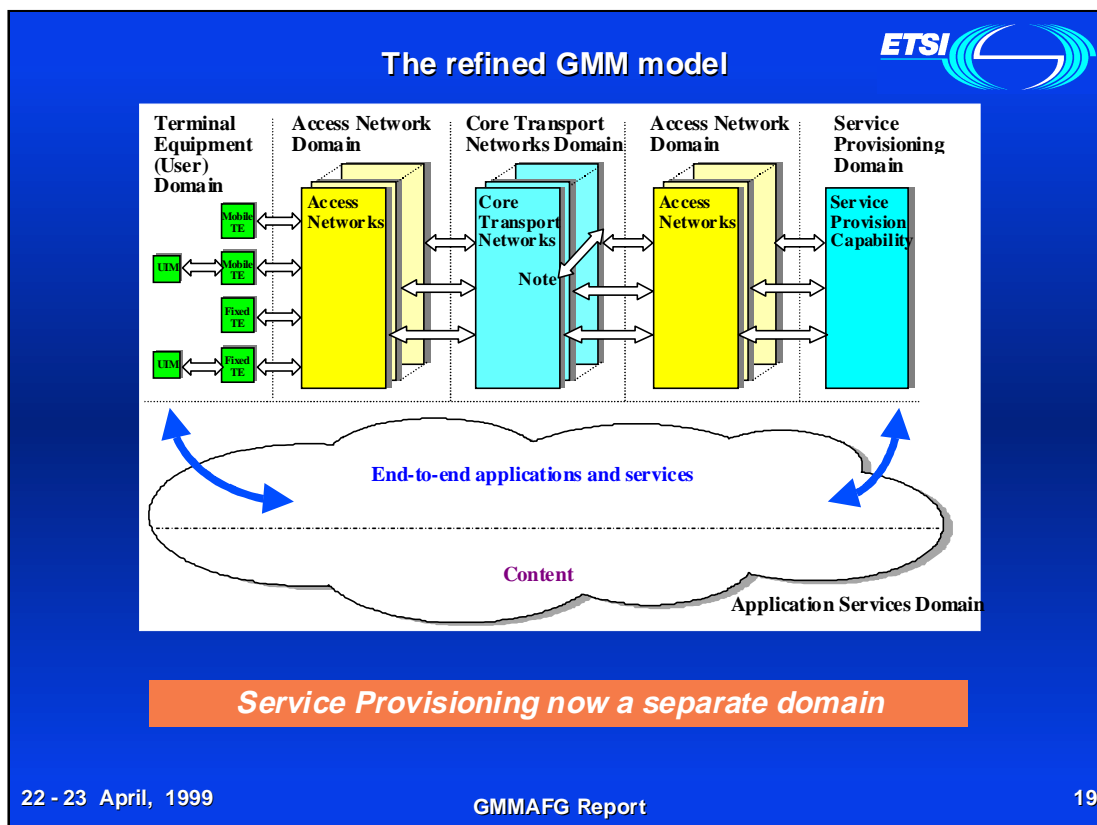 The refined GMM model
ETSI
Terminal
Equipment
(User)
Domain
Access Network
Domain
Core Transport
Networks Domain
Access Network
Domain
Service
Provisioning
Domain
Mobile
TE
UIM
Mobile
TE
Fixed
TE
UIM
Fixed
TE
Access
Networks
Core
Transport
Networks
Note
Access
Networks
Service
Provision
Capability
End-to-end applications and services
Content
Application Services Domain
Service Provisioning now a separate domain
22 - 23 April, 1999
GMMAFG Report
19